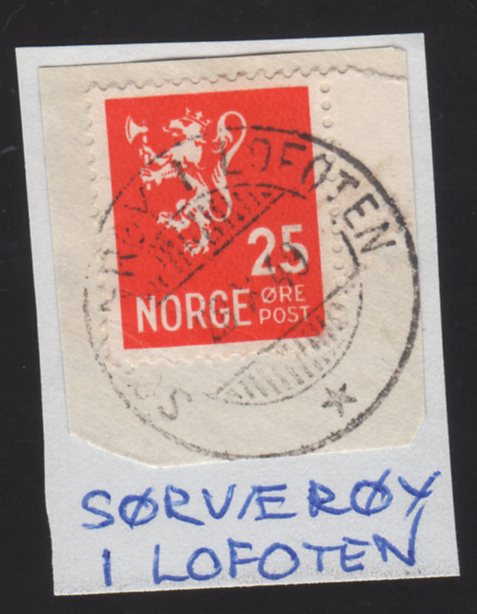 25
NORGE ØRE
POST
I LOFOTEN
SØRVÆRØY
I LOFOTEN